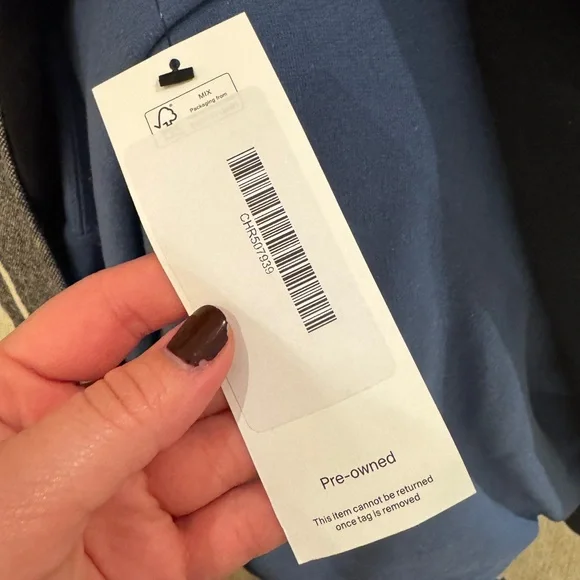 MIX
Packaging from
CHR507939
Pre-owned
This item cannot be returned
once tag is removed